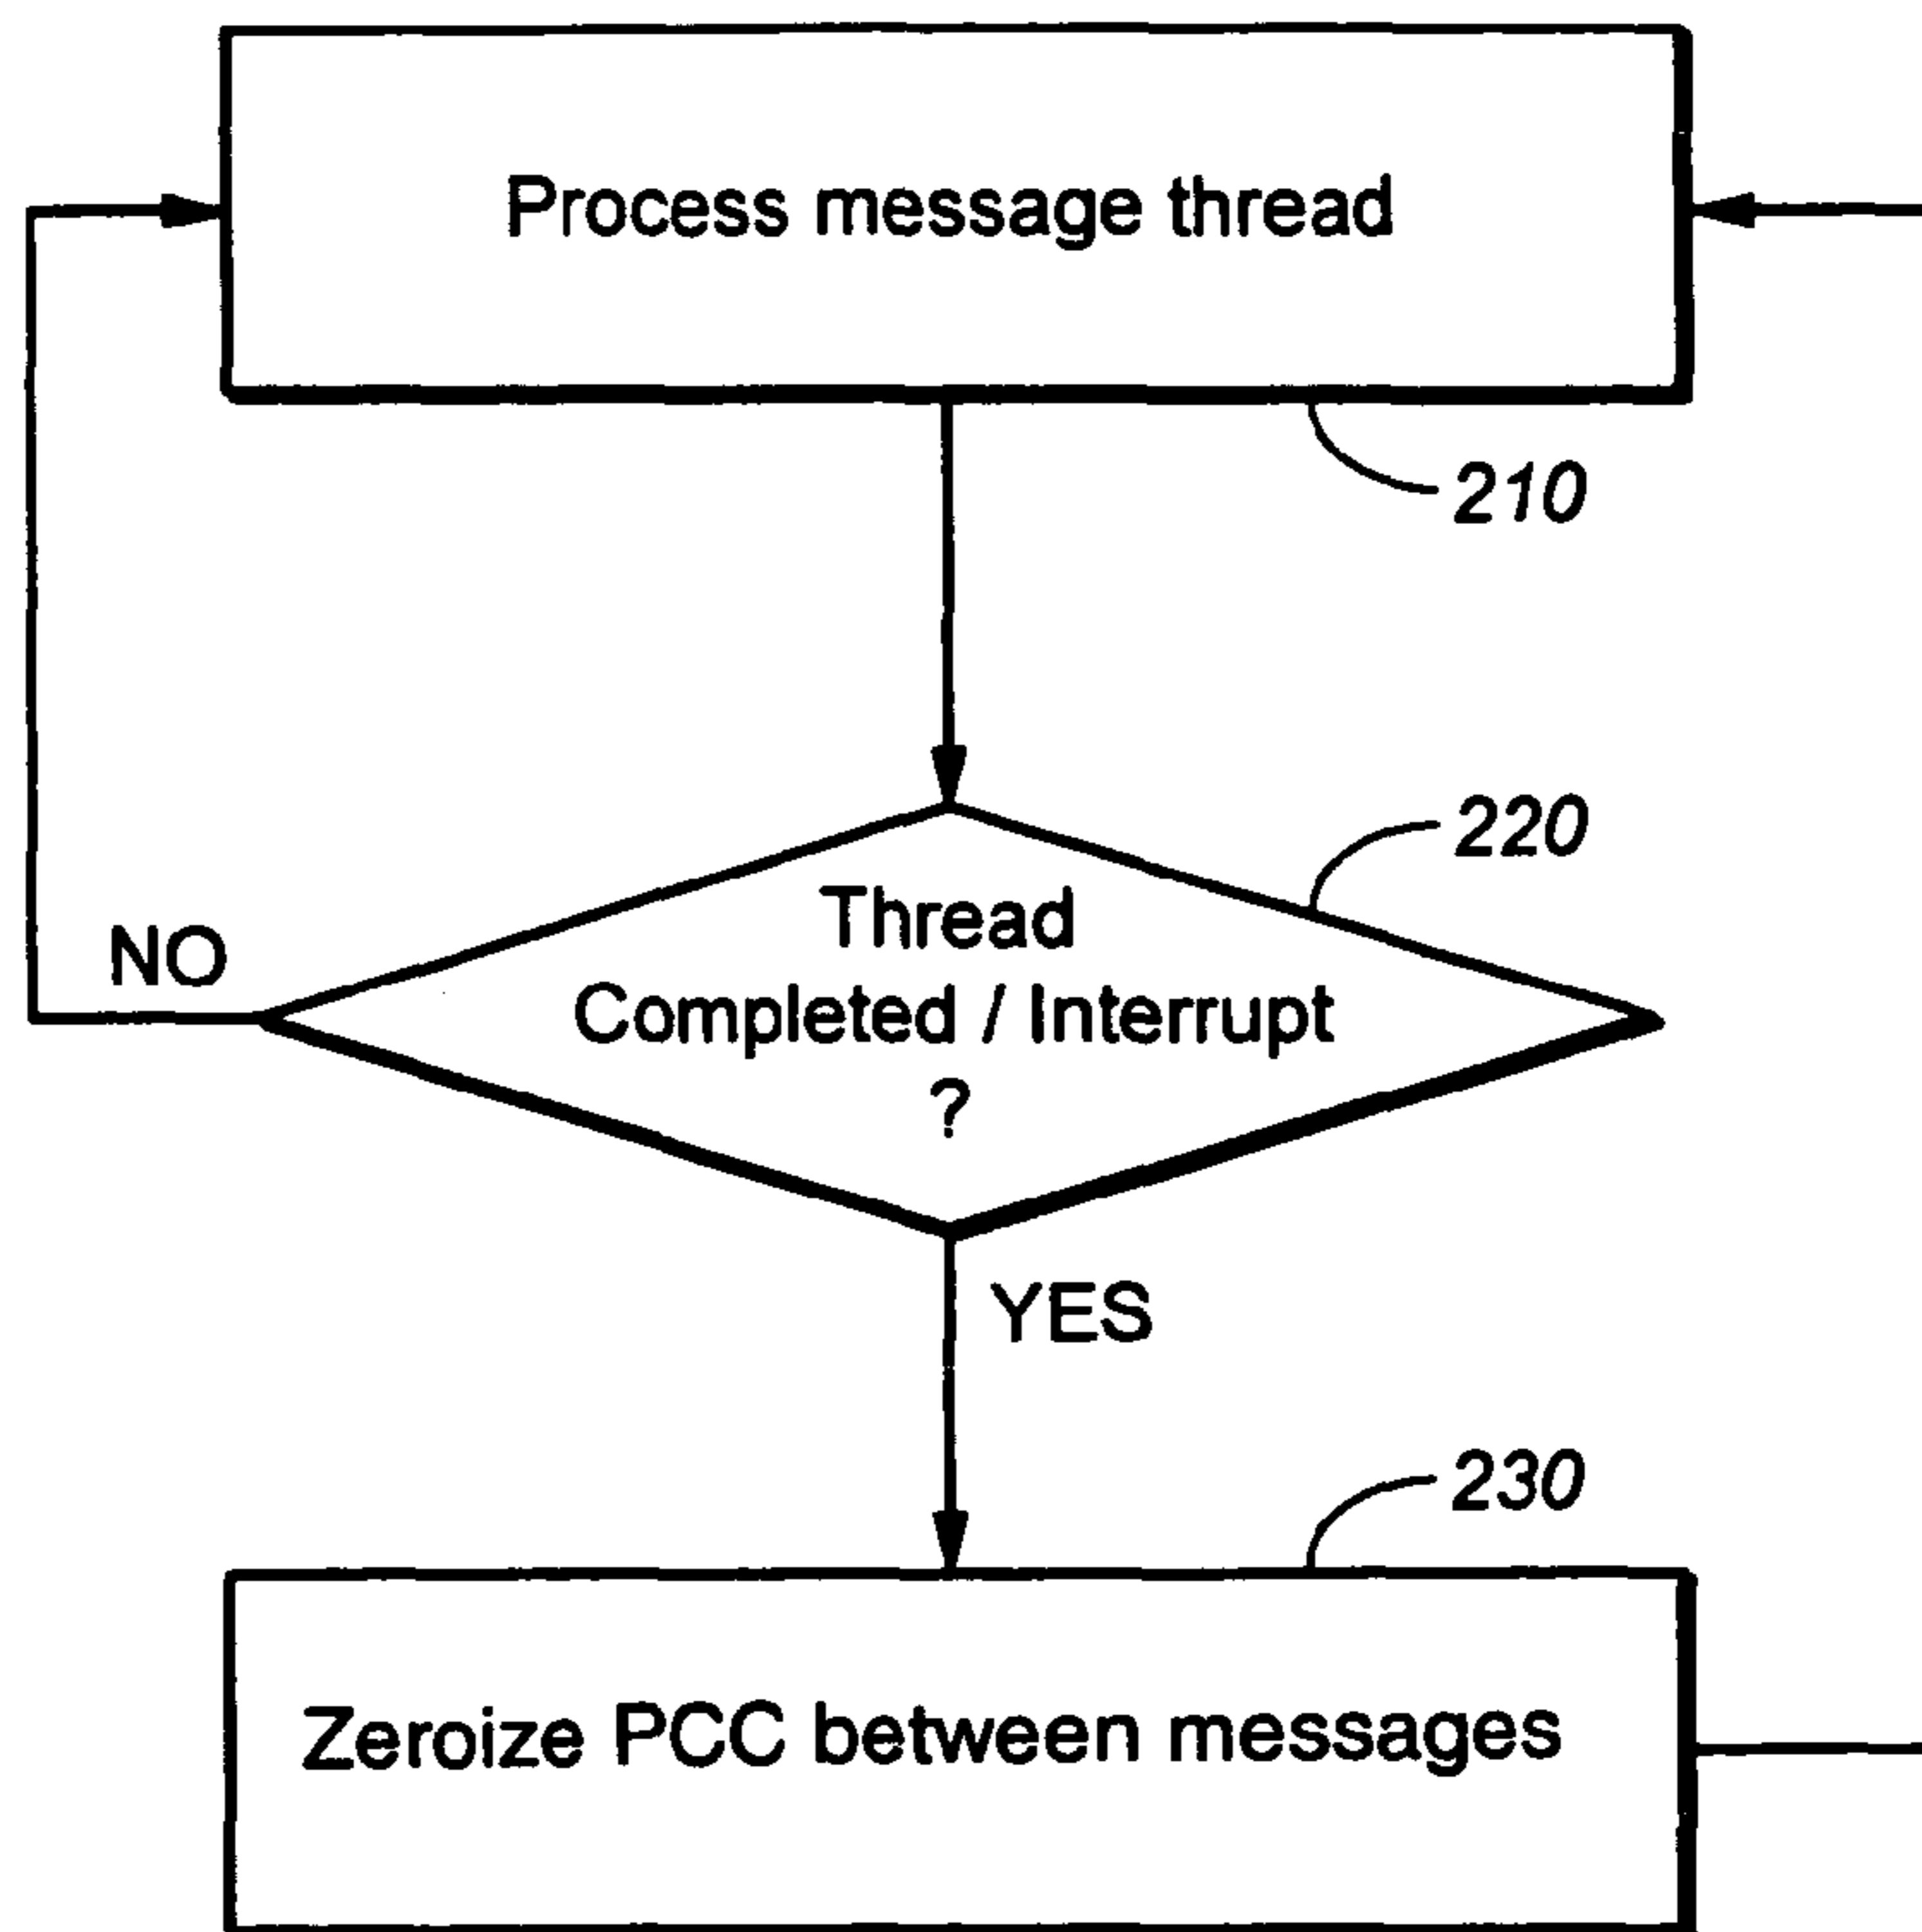 Process message thread
210
220
Thread
Completed / Interrupt
?
NO
YES
230
Zeroize PCC between messages